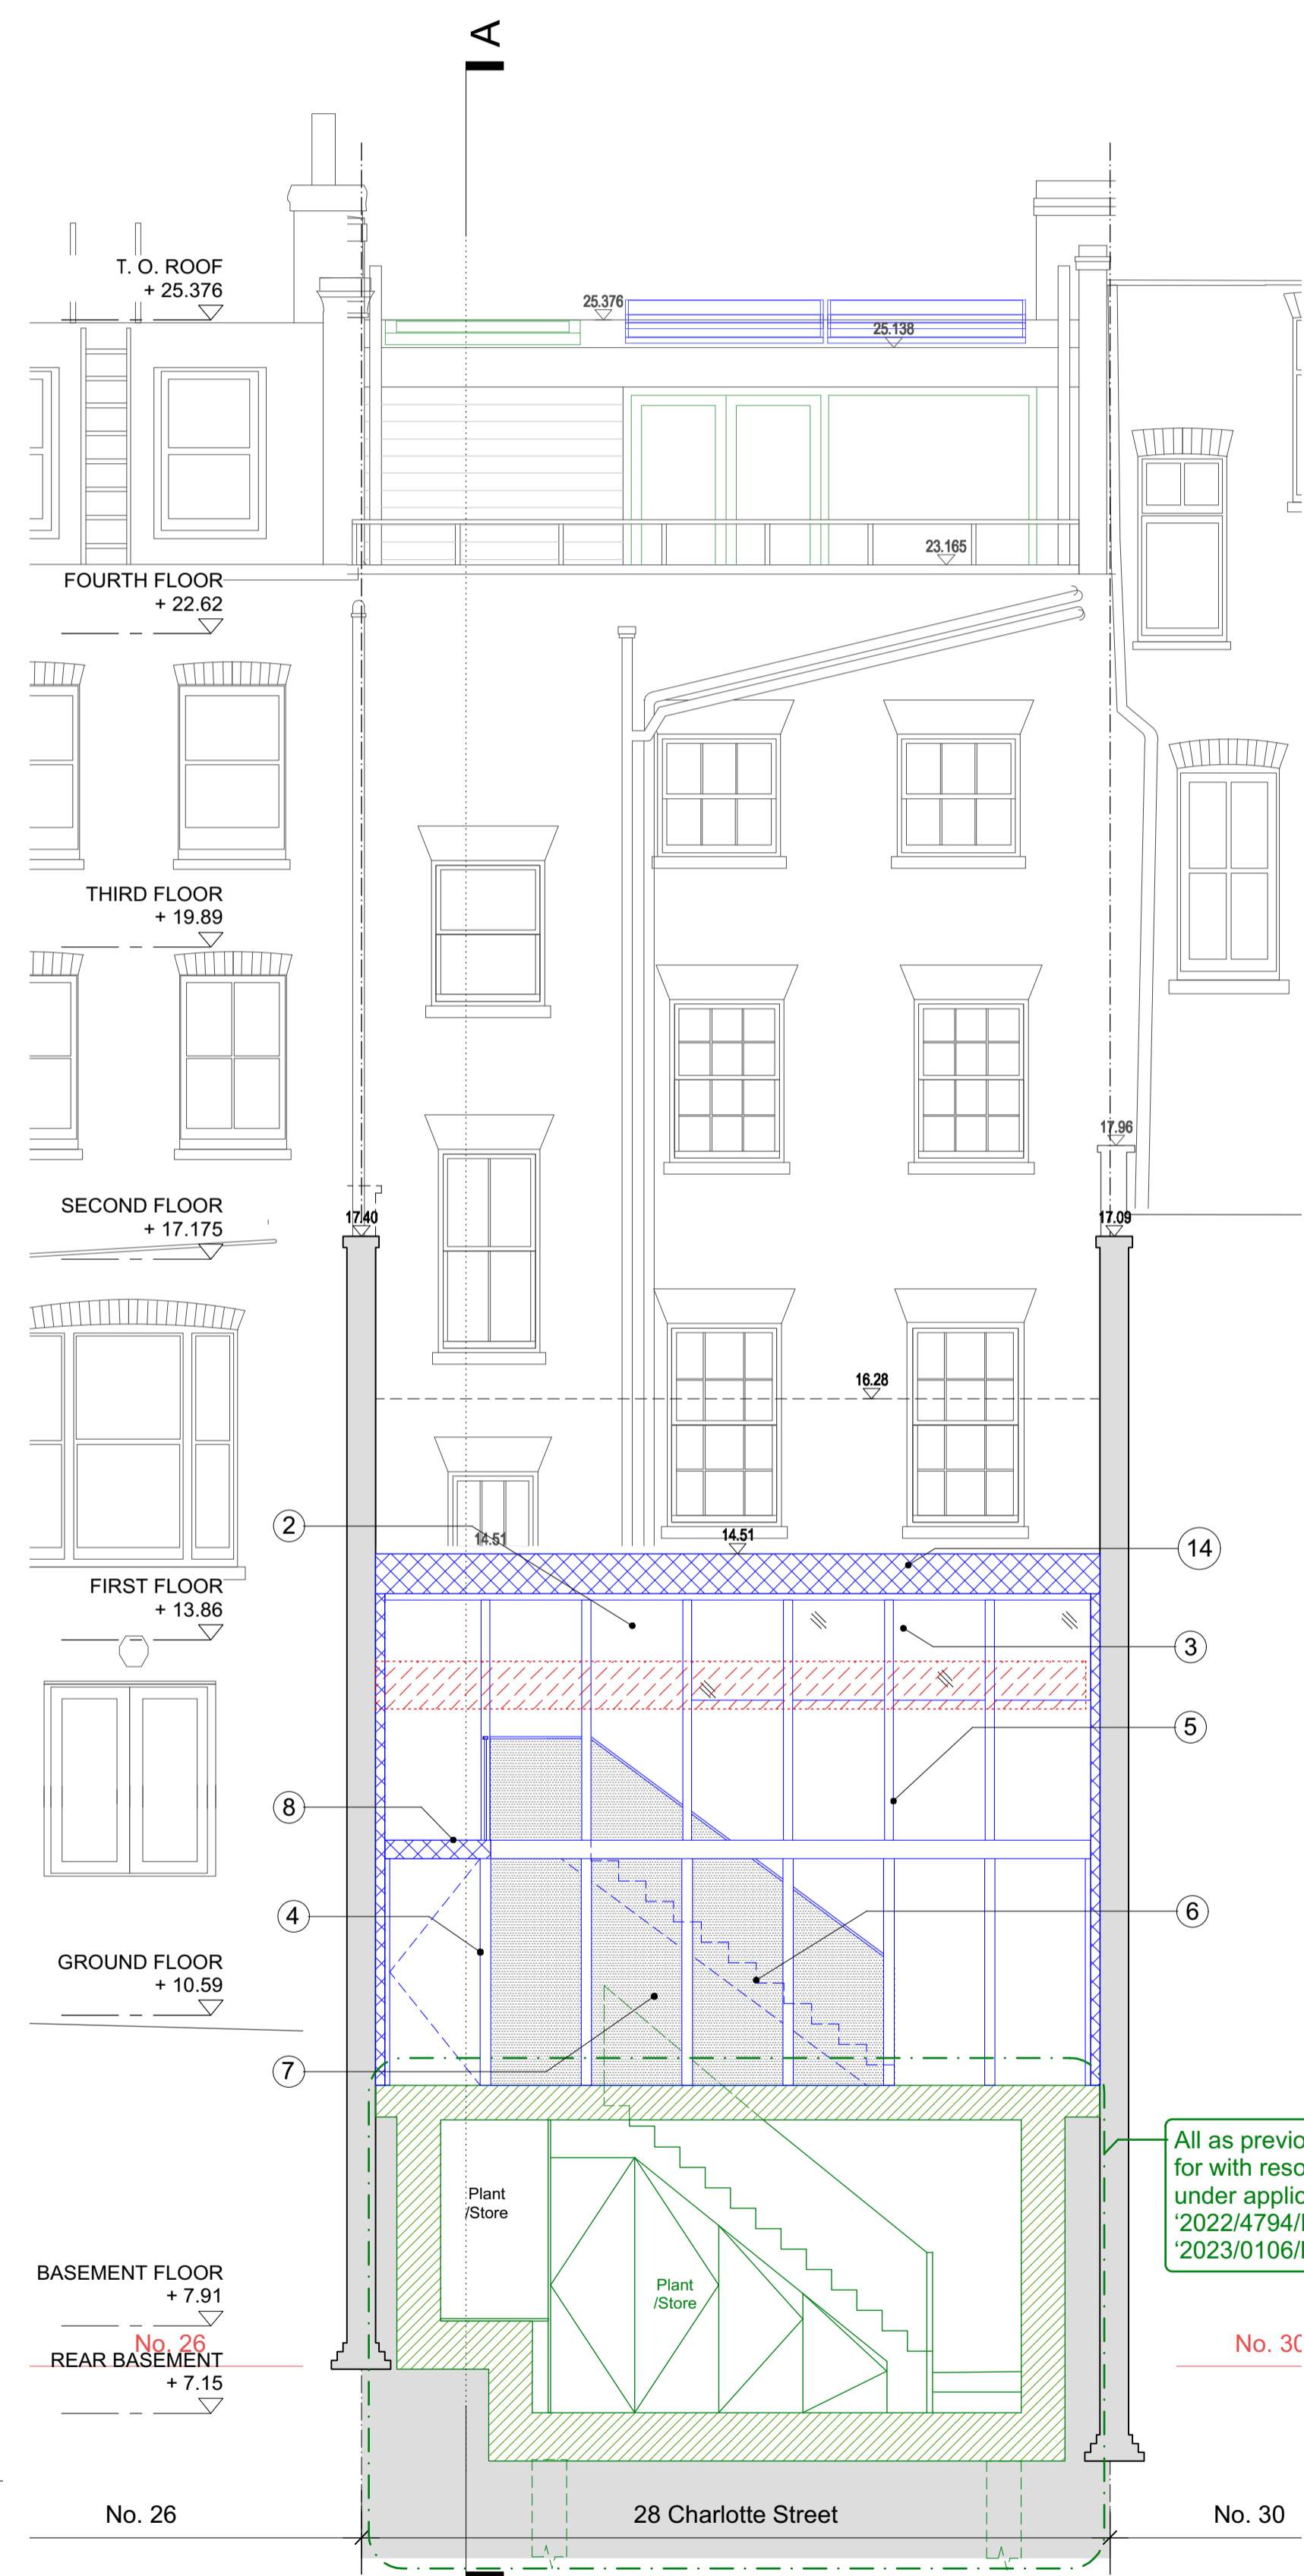 A
T. O. ROOF
+ 25.376
25.376
25.138
23.165
FOURTH FLOOR
+ 22.62
THIRD FLOOR
+ 19.89
17.96
SECOND FLOOR
+ 17.175
17.40
17.09
16.28
2
14.51
14.51
14
FIRST FLOOR
+ 13.86
3
5
8
4
6
GROUND FLOOR
+ 10.59
7
All as previo
for with reso
under applic
‘2022/4794/
‘2023/0106/
Plant
/Store
Plant
/Store
BASEMENT FLOOR
+ 7.91
No. 26
No. 30
REAR BASEMENT
+ 7.15
No. 26
28 Charlotte Street
No. 30